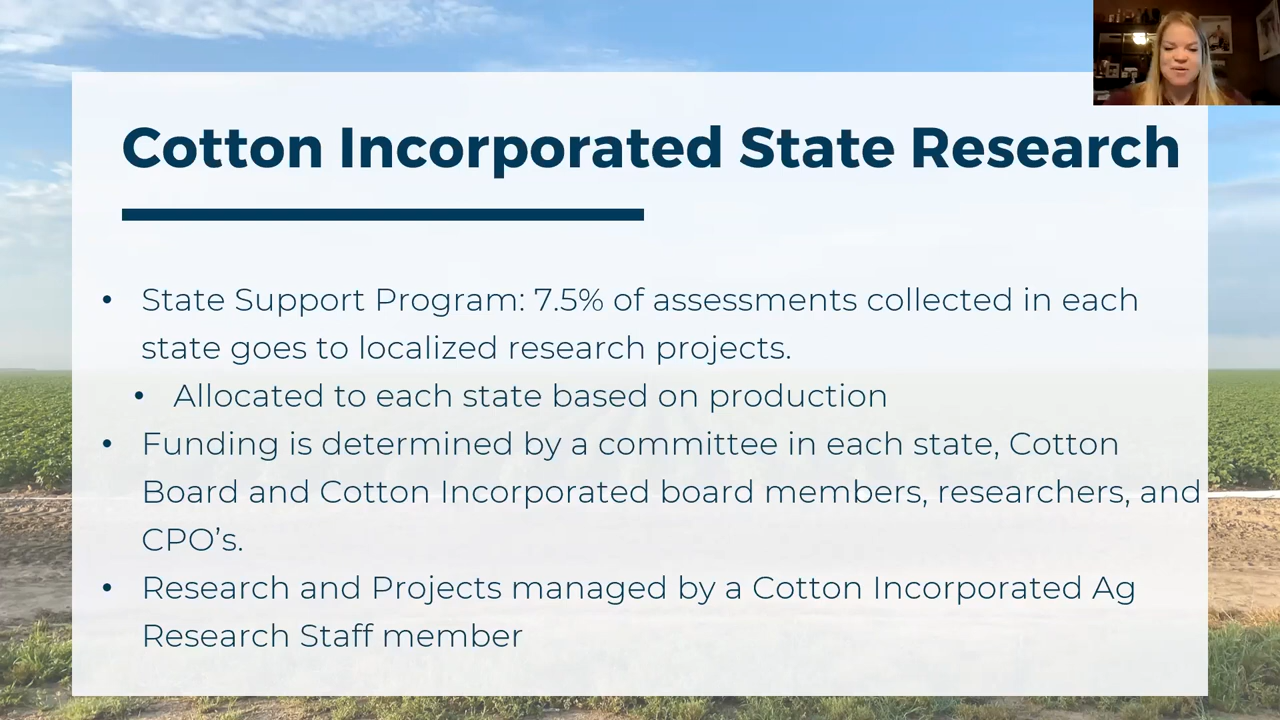 Cotton Incorporated State Research
• State Support Program: 7.5% of assessments collected in each
state goes to localized research projects.
• Allocated to each state based on production
• Funding is determined by a committee in each state, Cotton
Board and Cotton Incorporated board members, researchers, and
CPO’s.
• Research and Projects managed by a Cotton Incorporated Ag
Research Staff member